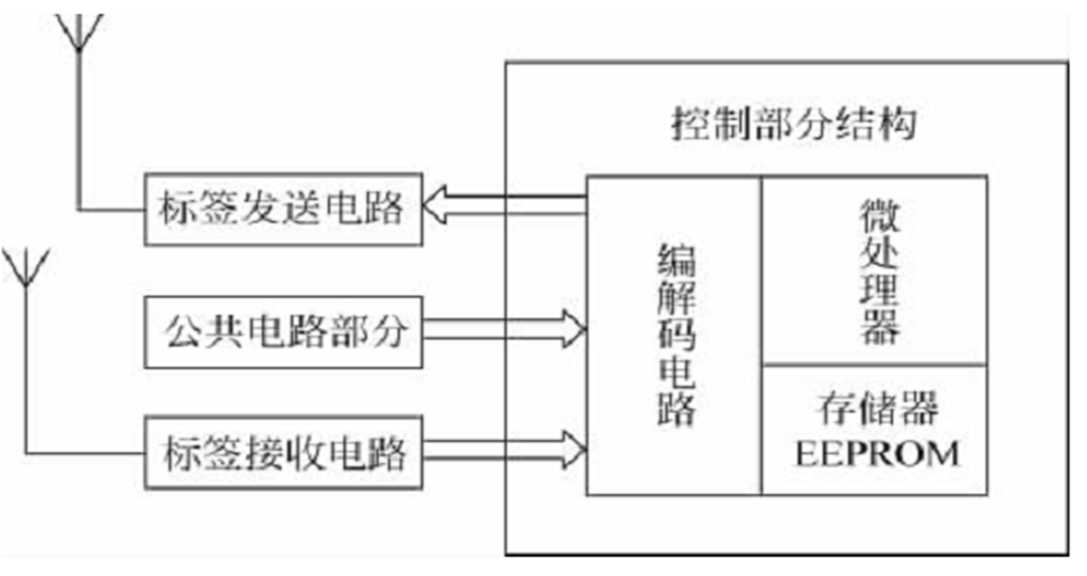 控制部分结构
标签发送电路
公共电路部分
标签接收电路
编解码电路
微处理器
存储器
EEPROM